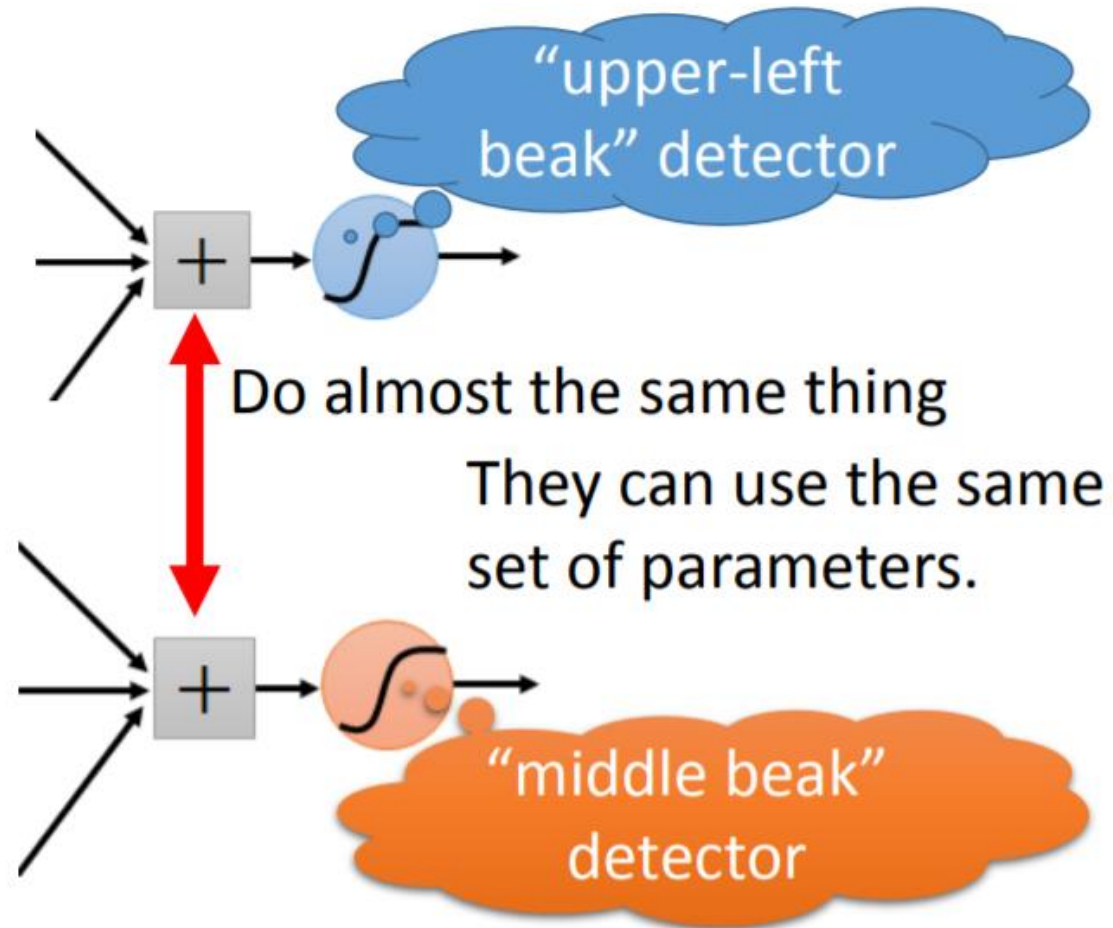 “upper-left
beak” detector
+
Do almost the same thing
They can use the same
set of parameters.
+
“middle beak”
detector